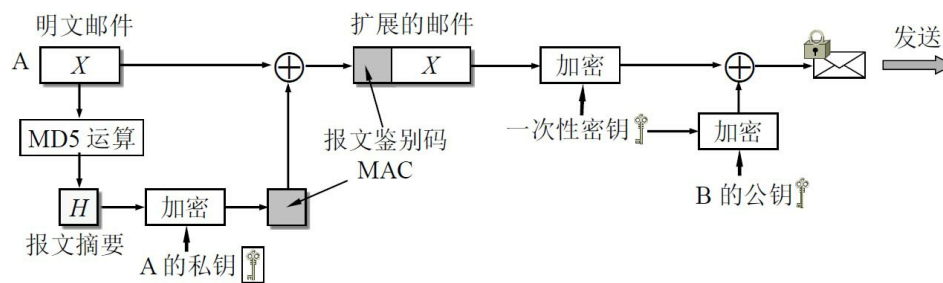 明文邮件
扩展的邮件
发送
A
X
X
加密
MD5 运算
报文鉴别码
MAC
一次性密钥
加密
H
加密
B 的公钥
报文摘要
A 的私钥